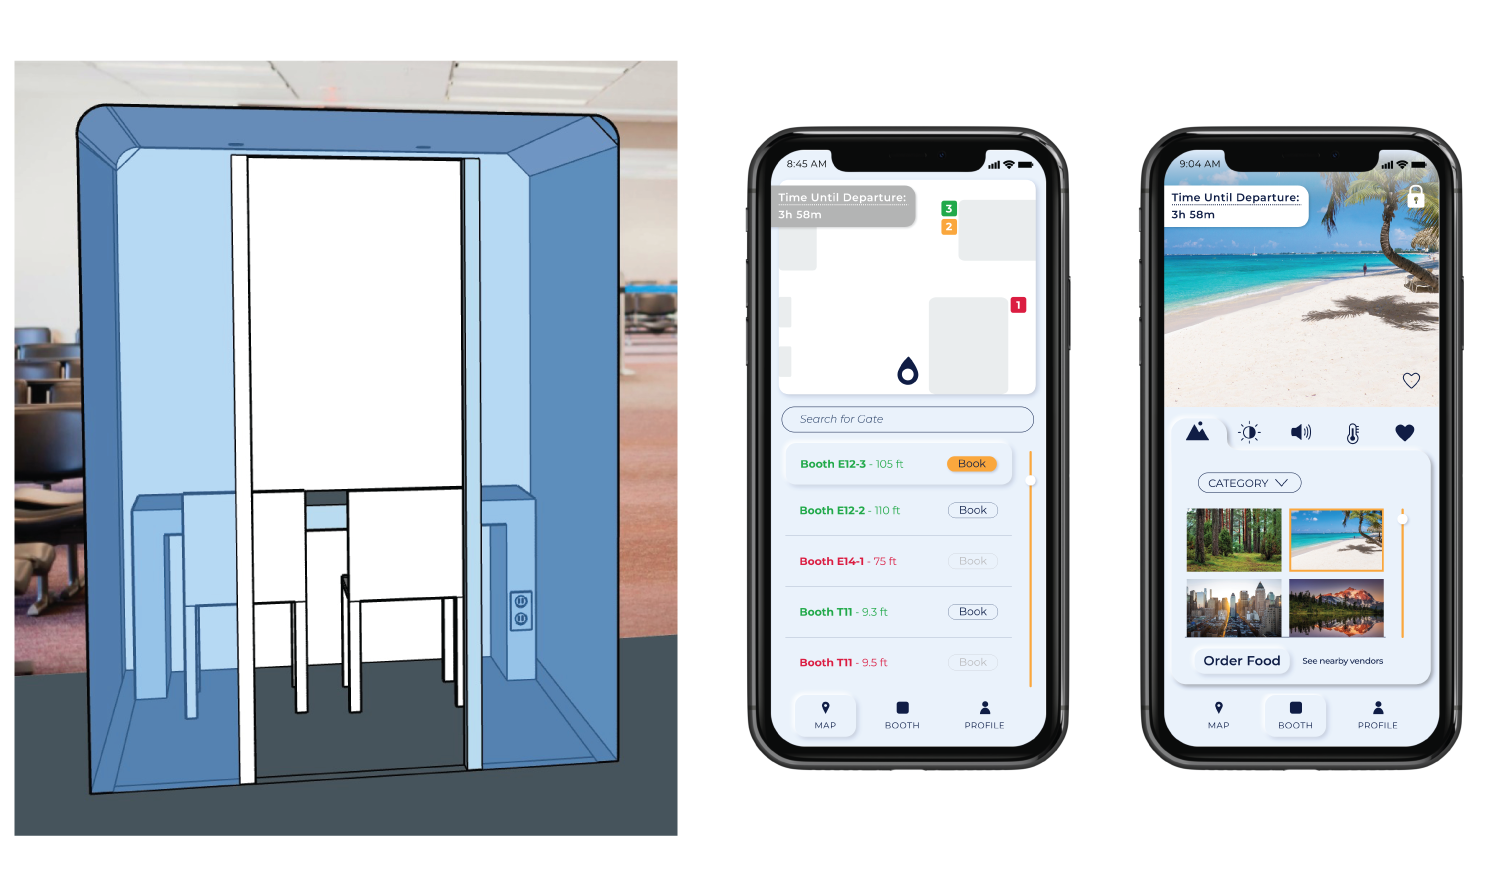 8:45 AM
Time Until Departure:
3h 58m
3
2
1
Search for Gate
Booth E12-3 - 105 ft
Book
Booth E12-2 - 110 ft
Book
Booth E14-1 - 75 ft
Book
Booth T11 - 9.3 ft
Book
Booth T11 - 9.5 ft
Book
MAP
BOOTH
PROFILE
9:04 AM
Time Until Departure:
3h 58m
CATEGORY
Order Food
See nearby vendors
MAP
BOOTH
PROFILE